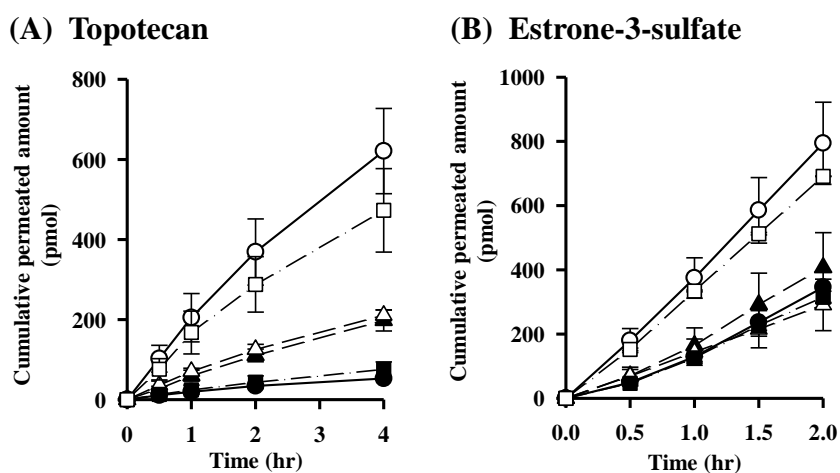 (A) Topotecan
(B) Estrone-3-sulfate
Cumulative permeated amount
(pmol)
800
600
400
200
0
0
1
2
3
4
Time (hr)
Cumulative permeated amount
(pmol)
1000
800
600
400
200
0
0.0
0.5
1.0
1.5
2.0
Time (hr)